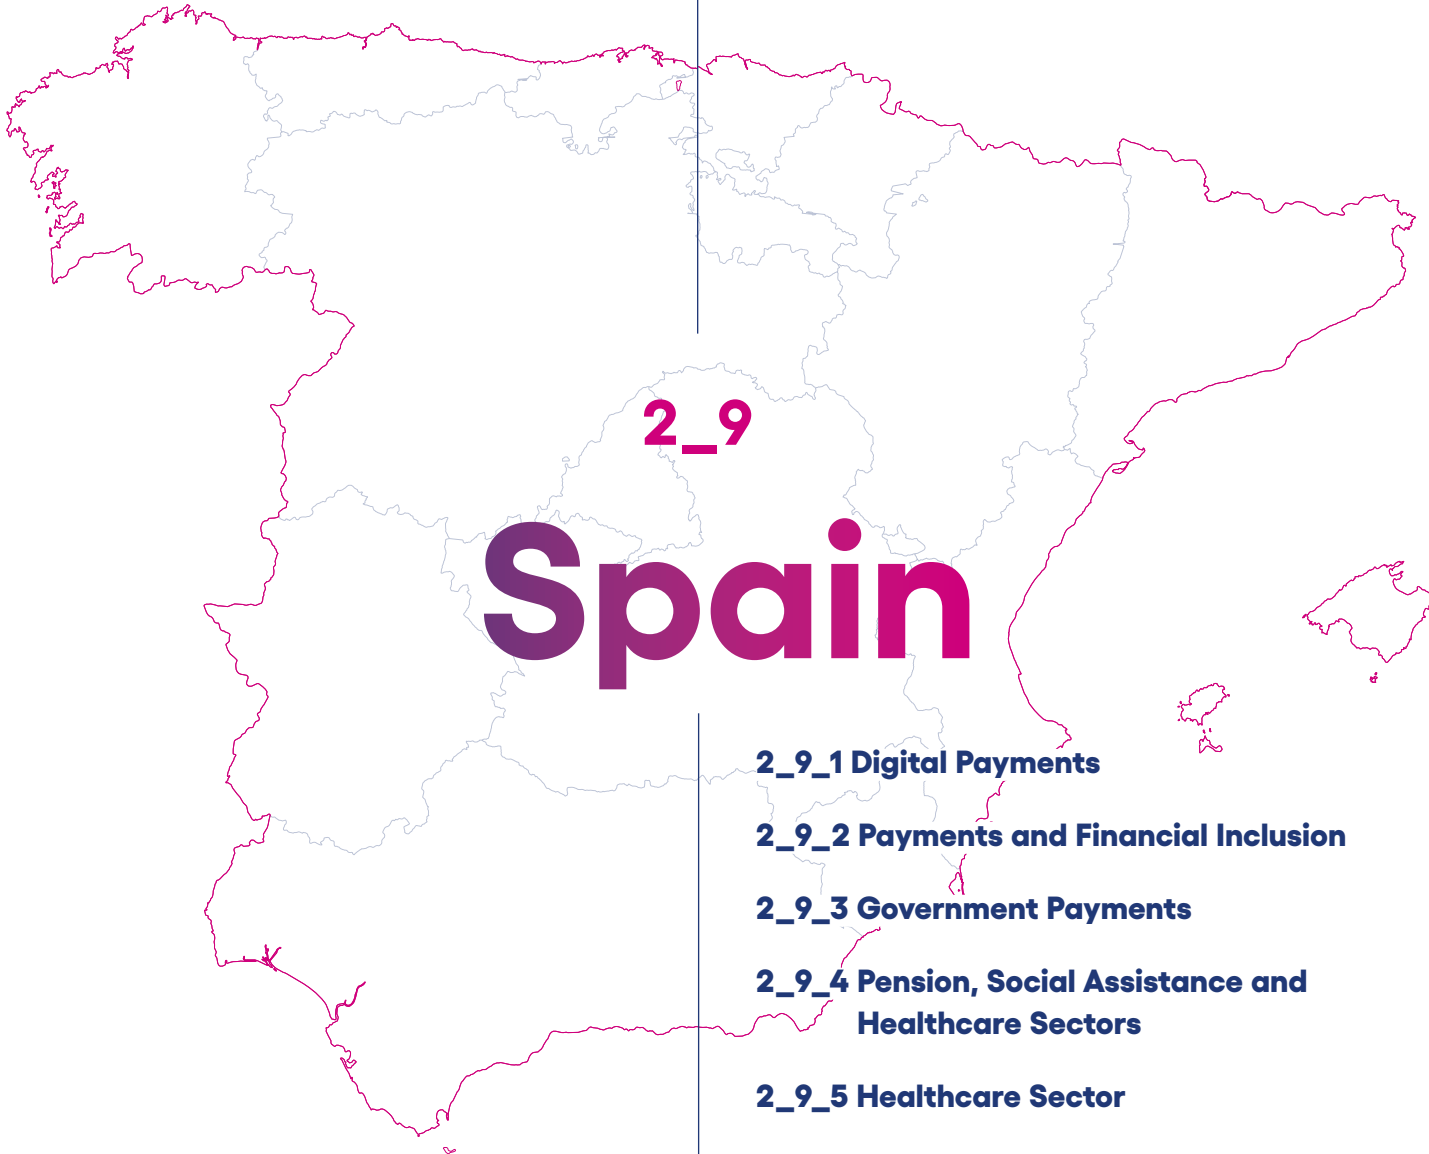 2_9
Spain
2_9_1 Digital Payments
2_9_2 Payments and Financial Inclusion
2_9_3 Government Payments
2_9_4 Pension, Social Assistance and
Healthcare Sectors
2_9_5 Healthcare Sector